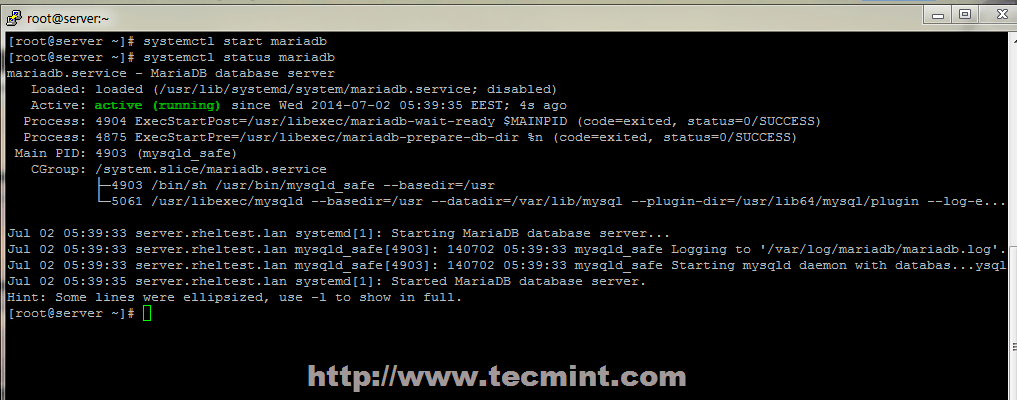 root@server:~
[root@server ~]# systemctl start mariadb
[root@server ~]# systemctl status mariadb
mariadb.service - MariaDB database server
   Loaded: loaded (/usr/lib/systemd/system/mariadb.service; disabled)
   Active: active (running) since Wed 2014-07-02 05:39:35 EEST; 4s ago
  Process: 4904 ExecStartPost=/usr/libexec/mariadb-wait-ready $MAINPID (code=exited, status=0/SUCCESS)
  Process: 4875 ExecStartPre=/usr/libexec/mariadb-prepare-db-dir %n (code=exited, status=0/SUCCESS)
 Main PID: 4903 (mysqld_safe)
   CGroup: /system.slice/mariadb.service
           ├─4903 /bin/sh /usr/bin/mysqld_safe --basedir=/usr
           └─5061 /usr/libexec/mysqld --basedir=/usr --datadir=/var/lib/mysql --plugin-dir=/usr/lib64/mysql/plugin --log-e...
Jul 02 05:39:33 server.rheltest.lan systemd[1]: Starting MariaDB database server...
Jul 02 05:39:33 server.rheltest.lan mysqld_safe[4903]: 140702 05:39:33 mysqld_safe Logging to '/var/log/mariadb/mariadb.log'.
Jul 02 05:39:33 server.rheltest.lan mysqld_safe[4903]: 140702 05:39:33 mysqld_safe Starting mysqld daemon with databas...ysql
Jul 02 05:39:35 server.rheltest.lan systemd[1]: Started MariaDB database server.
Hint: Some lines were ellipsized, use -l to show in full.
[root@server ~]#
http://www.tecmint.com